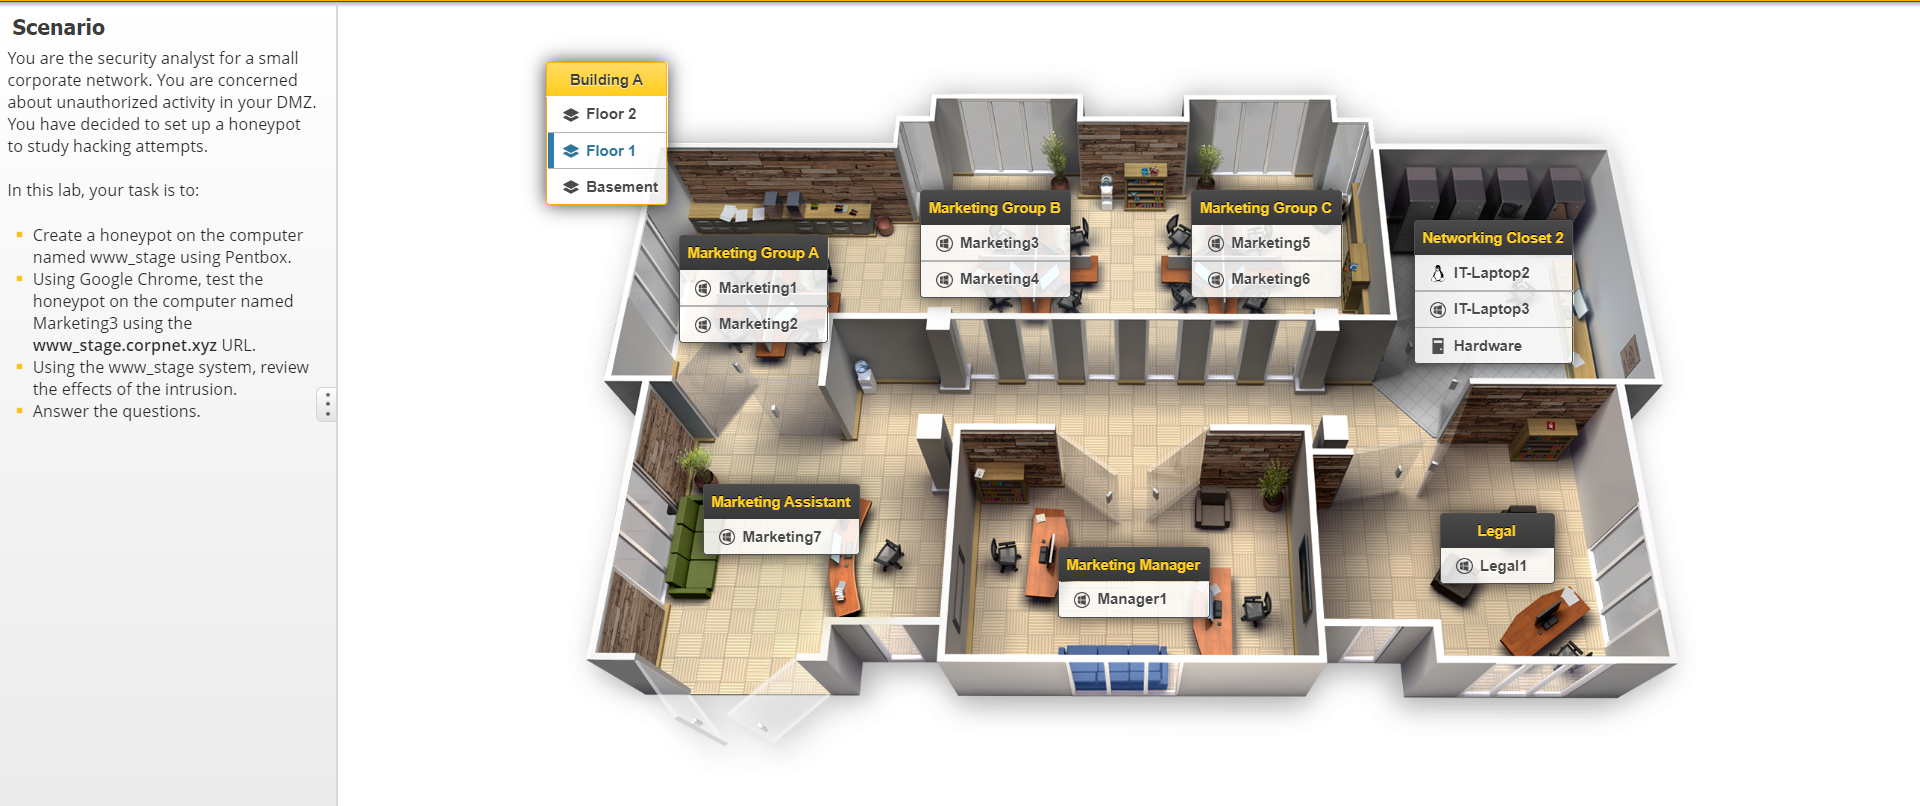 Scenario
You are the security analyst for a small
corporate network. You are concerned
about unauthorized activity in your DMZ.
You have decided to set up a honeypot
to study hacking attempts.
In this lab, your task is to:
Create a honeypot on the computer
named www_stage using Pentbox.
Using Google Chrome, test the
honeypot on the computer named
Marketing3 using the
www_stage.corpnet.xyz URL.
Using the www_stage system, review
the effects of the intrusion.
Answer the questions.
Building A
Floor 2
Floor 1
Basement
Marketing Group A
Marketing1
Marketing2
Marketing Group B
Marketing3
Marketing4
Marketing Group C
Marketing5
Marketing6
Networking Closet 2
IT-Laptop2
IT-Laptop3
Hardware
Marketing Assistant
Marketing7
Marketing Manager
Manager1
Legal
Legal1